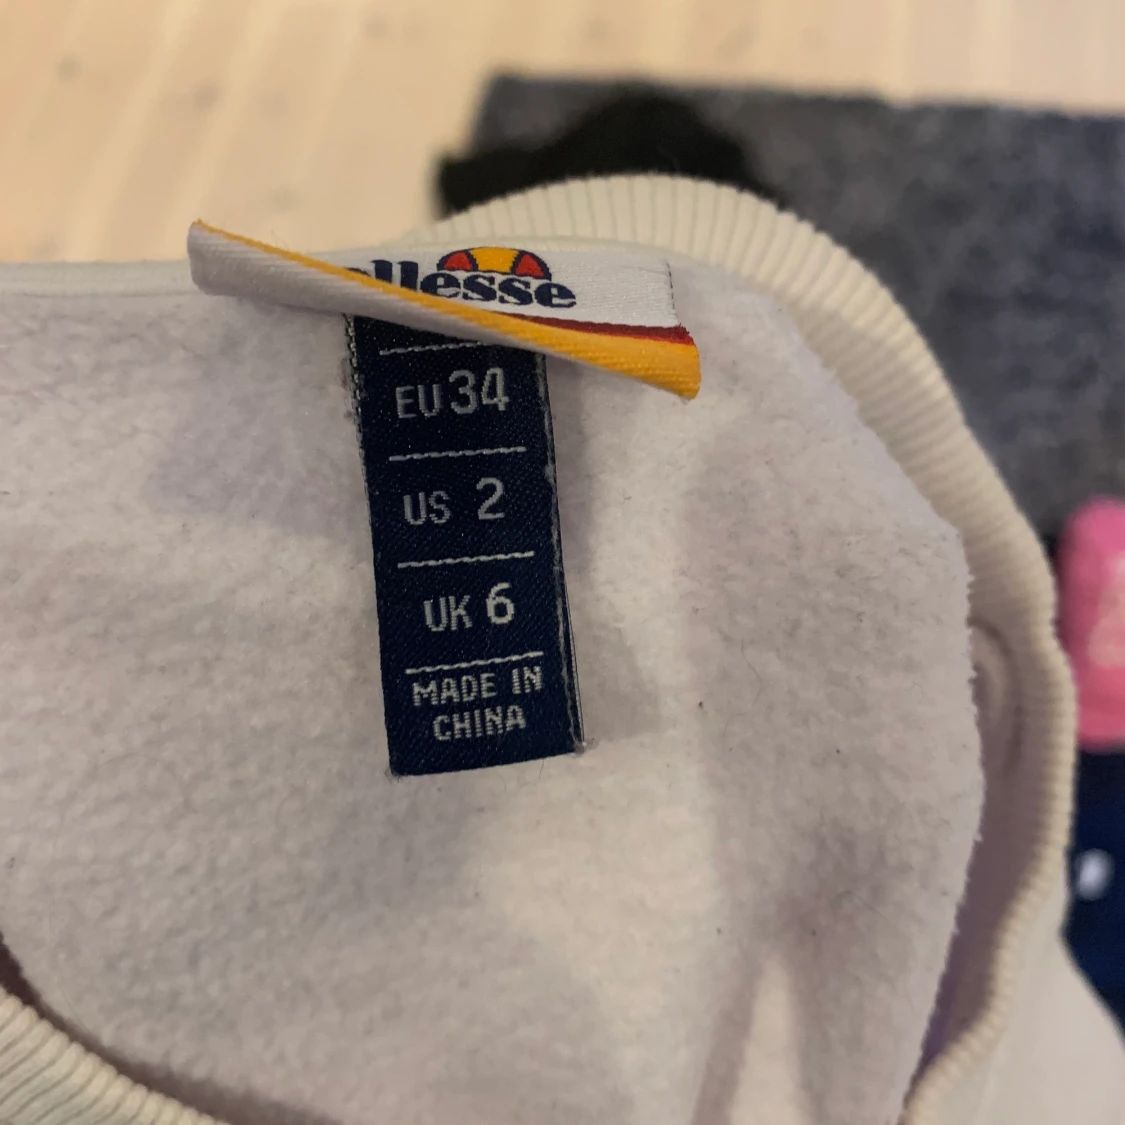 ellesse
EU 34
US 2
UK 6
MADE IN
CHINA